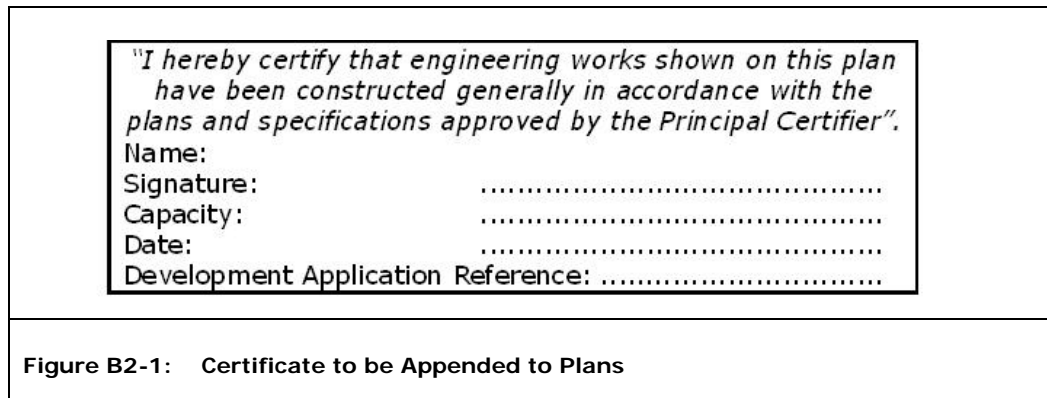 “I hereby certify that engineering works shown on this plan
have been constructed generally in accordance with the
plans and specifications approved by the Principal Certifier”.
Name:
Signature: ............................................
Capacity: ............................................
Date: ............................................
Development Application Reference: ...............................
Figure B2-1: Certificate to be Appended to Plans